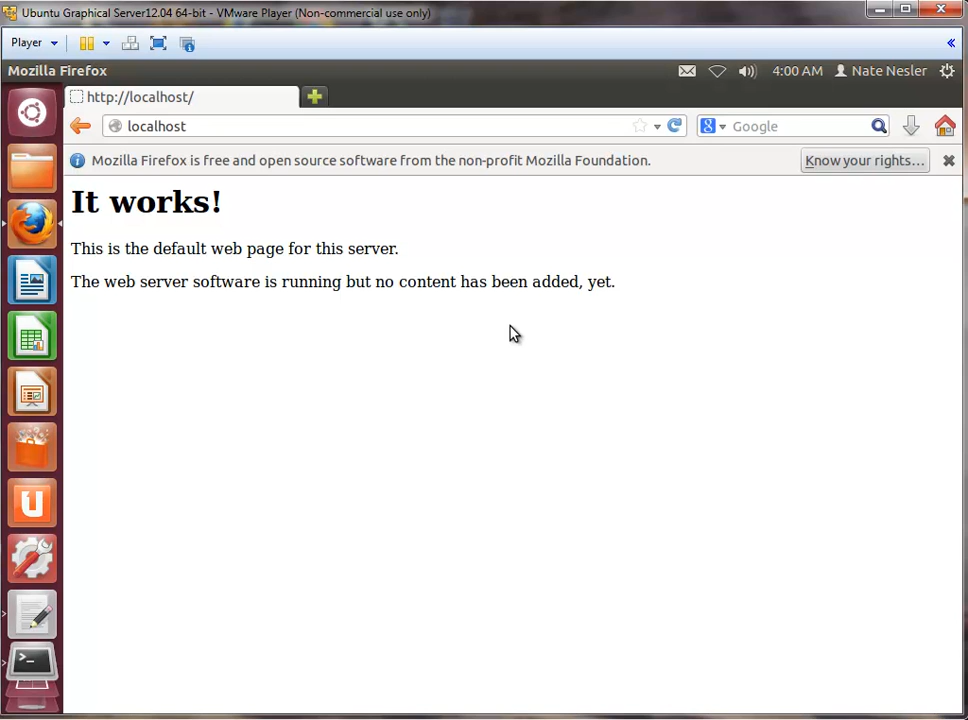 Ubuntu Graphical Server12.04 64-bit - VMware Player (Non-commercial use only)
Player
Mozilla Firefox
4:00 AM Nate Nesler
http://localhost/
localhost
Google
Mozilla Firefox is free and open source software from the non-profit Mozilla Foundation.
Know your rights...
It works!
This is the default web page for this server.
The web server software is running but no content has been added, yet.